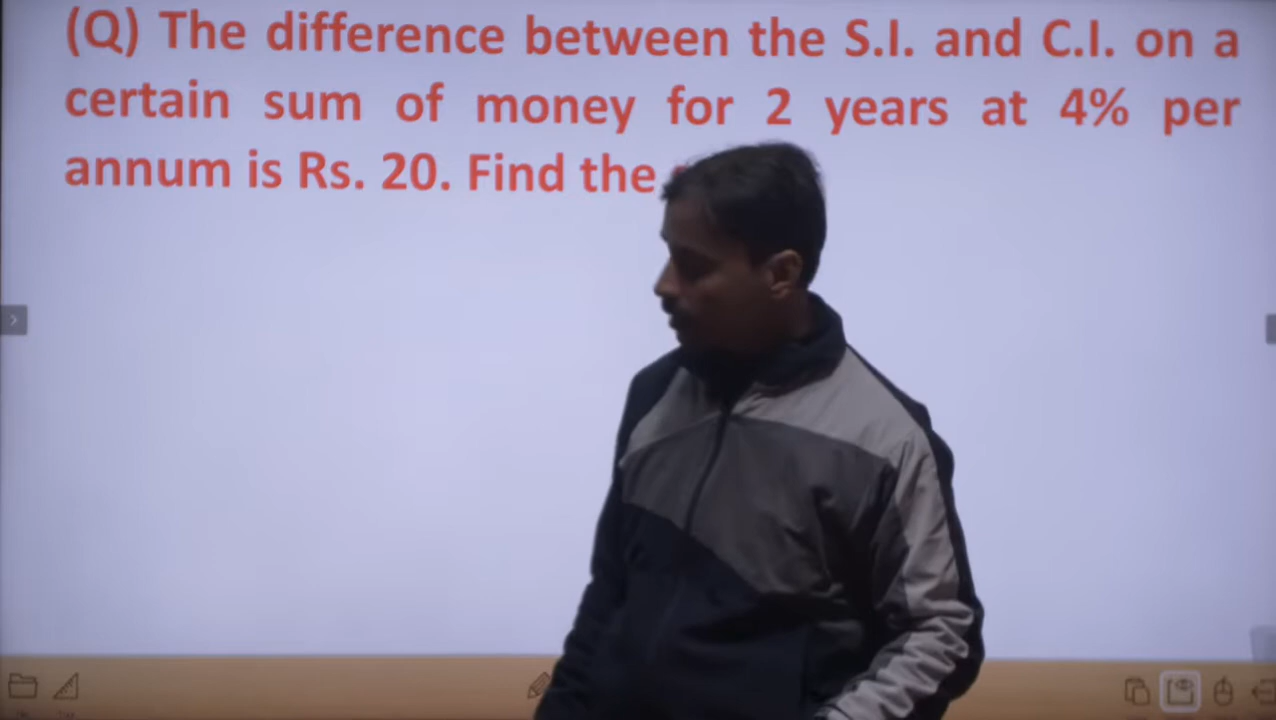 (Q) The difference between the S.I. and C.I. on a
certain sum of money for 2 years at 4% per
annum is Rs. 20. Find the